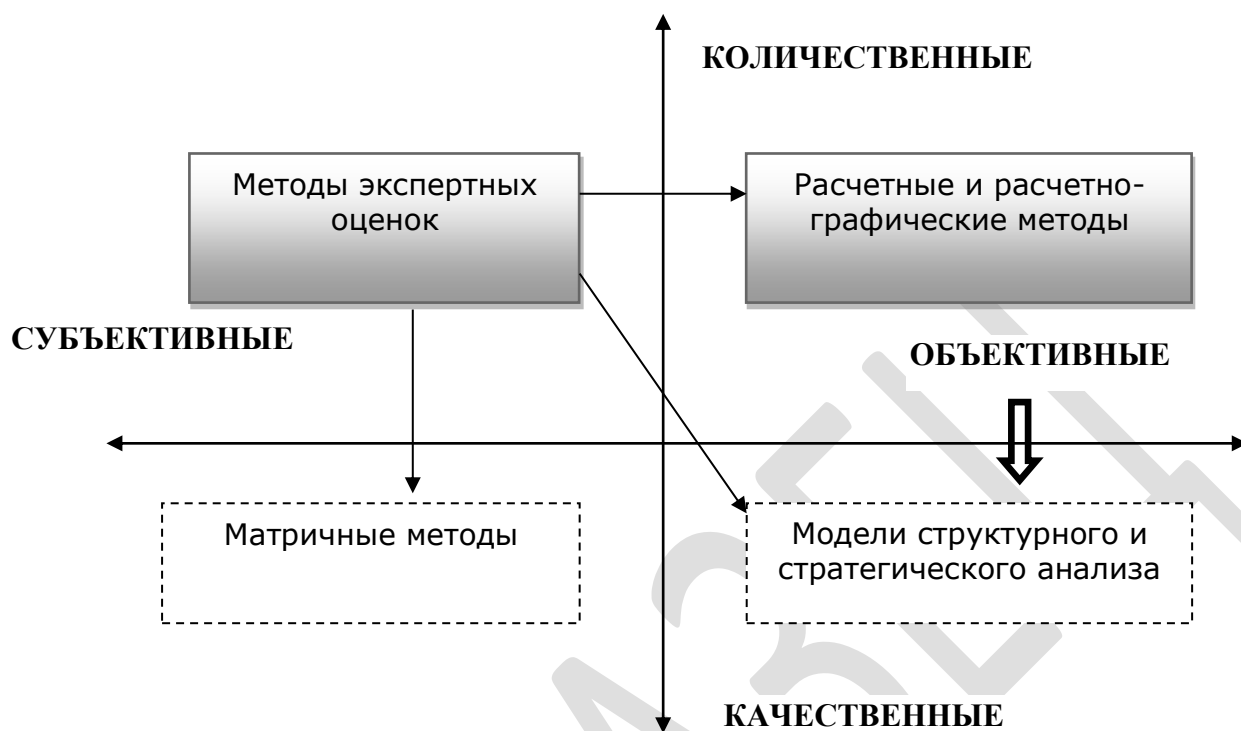 КОЛИЧЕСТВЕННЫЕ
Методы экспертных
оценок
Расчетные и расчетно-
графические методы
СУБЪЕКТИВНЫЕ
ОБЪЕКТИВНЫЕ
Матричные методы
Модели структурного и
стратегического анализа
КАЧЕСТВЕННЫЕ